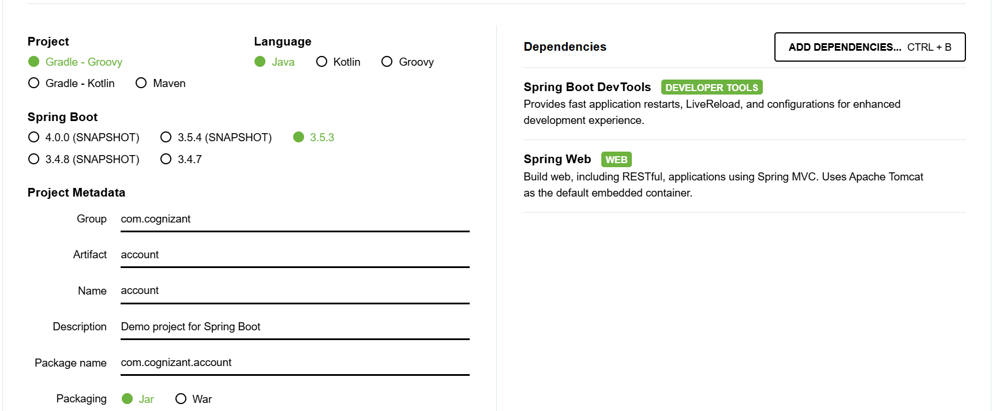 Project
Gradle - Groovy
Gradle - Kotlin Maven
Language
Java Kotlin Groovy
Spring Boot
4.0.0 (SNAPSHOT) 3.5.4 (SNAPSHOT) 3.5.3
3.4.8 (SNAPSHOT) 3.4.7
Project Metadata
Group com.cognizant
Artifact account
Name account
Description Demo project for Spring Boot
Package name com.cognizant.account
Packaging Jar War
Dependencies ADD DEPENDENCIES... CTRL + B
Spring Boot DevTools DEVELOPER TOOLS
Provides fast application restarts, LiveReload, and configurations for enhanced
development experience.
Spring Web WEB
Build web, including RESTful, applications using Spring MVC. Uses Apache Tomcat
as the default embedded container.